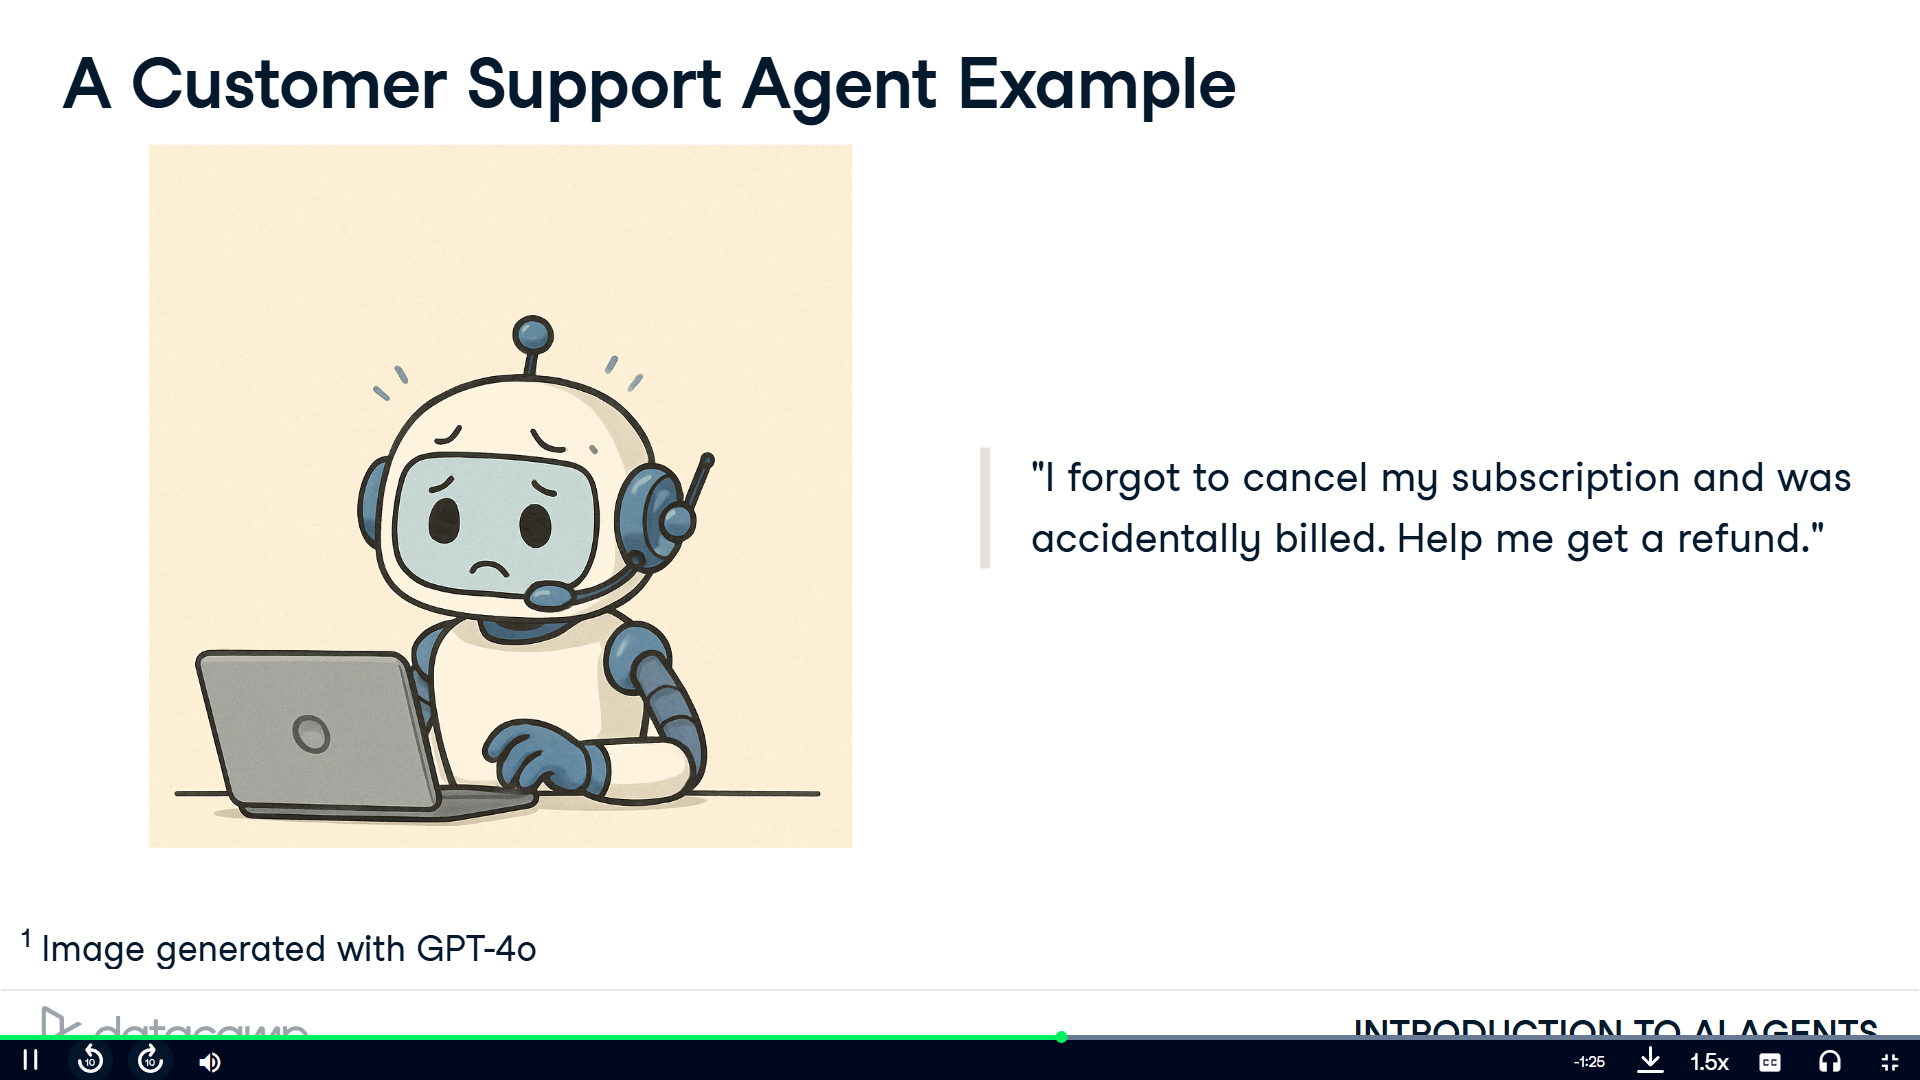 A Customer Support Agent Example
"I forgot to cancel my subscription and was
accidentally billed. Help me get a refund."
1 Image generated with GPT-4o
datacamp
INTRODUCTION TO AI AGENTS
10
10
-1:25
1.5x
CC